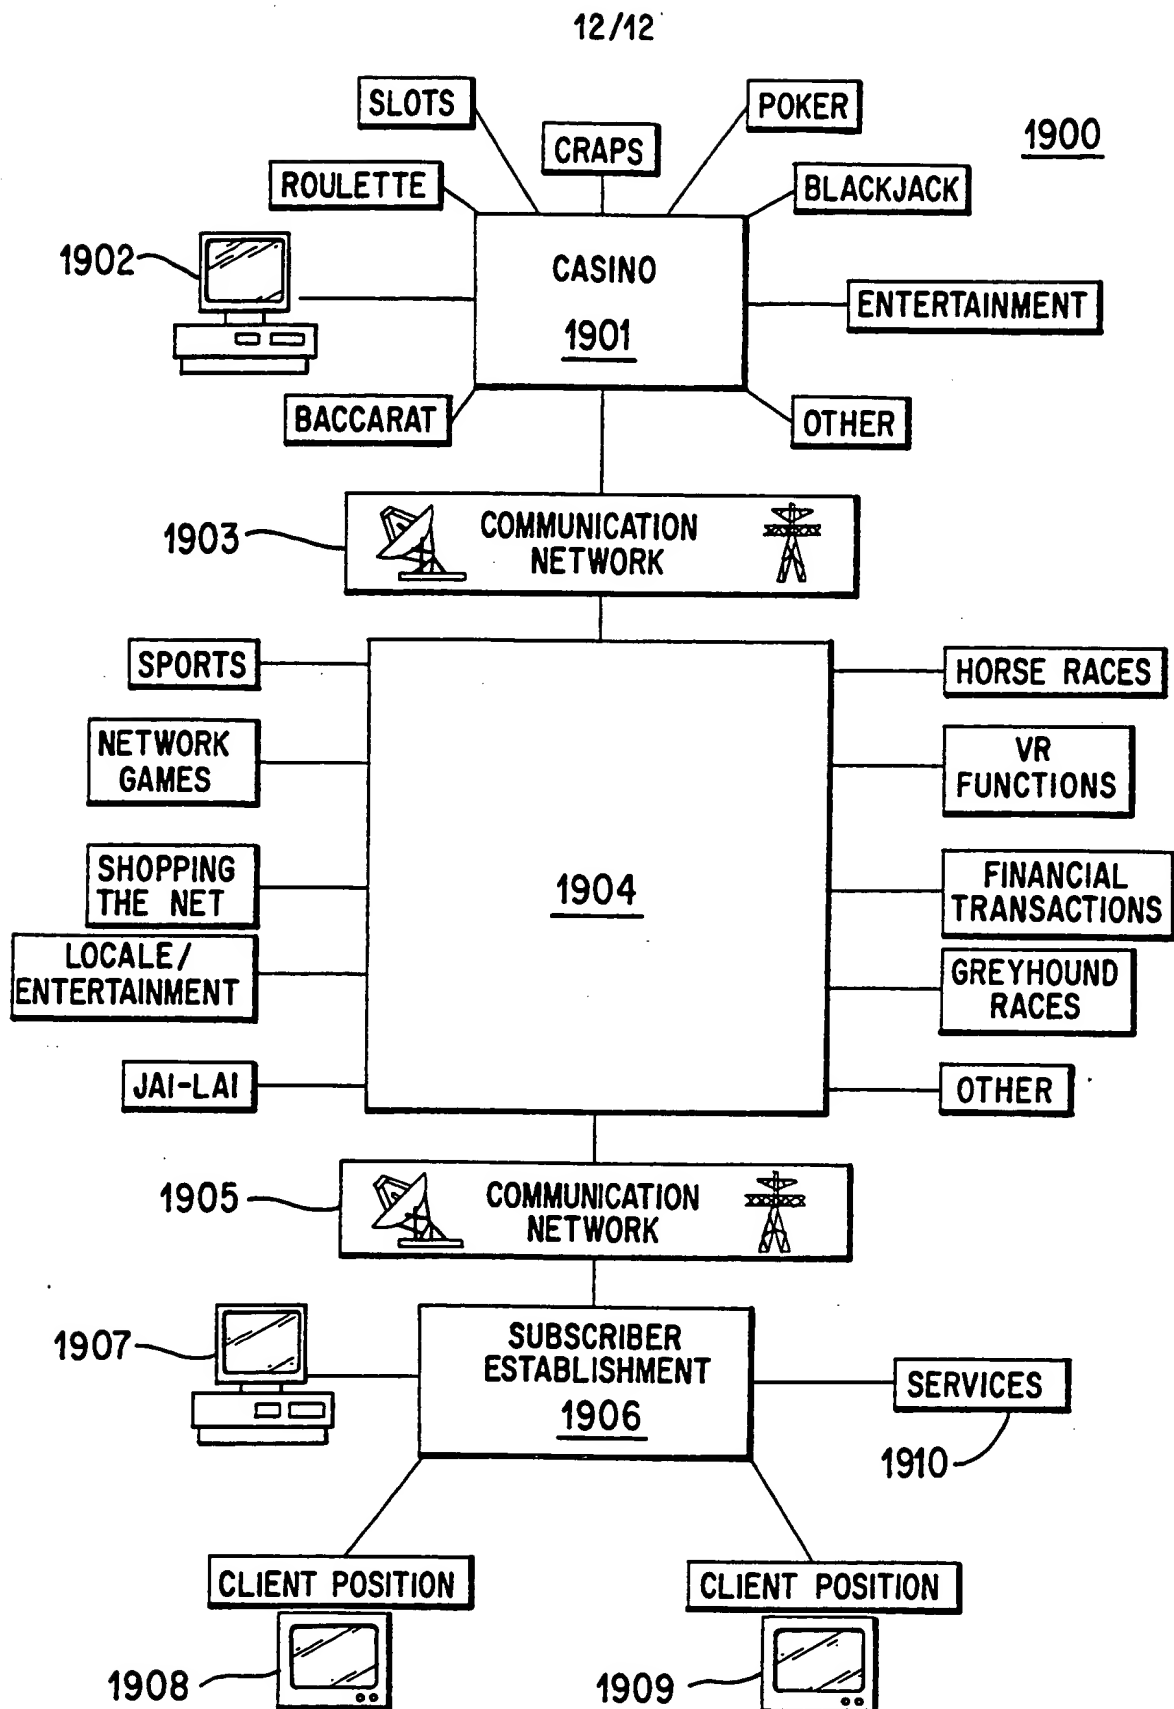 12/12
SLOTS
POKER
CRAPS
1900
ROULETTE
BLACKJACK
1902
CASINO
1901
ENTERTAINMENT
BACCARAT
OTHER
1903
COMMUNICATION
NETWORK
SPORTS
HORSE RACES
NETWORK
GAMES
VR
FUNCTIONS
SHOPPING
THE NET
1904
FINANCIAL
TRANSACTIONS
LOCALE/
ENTERTAINMENT
GREYHOUND
RACES
JAI-LAI
OTHER
1905
COMMUNICATION
NETWORK
1907
SUBSCRIBER
ESTABLISHMENT
1906
SERVICES
1910
CLIENT POSITION
CLIENT POSITION
1908
1909